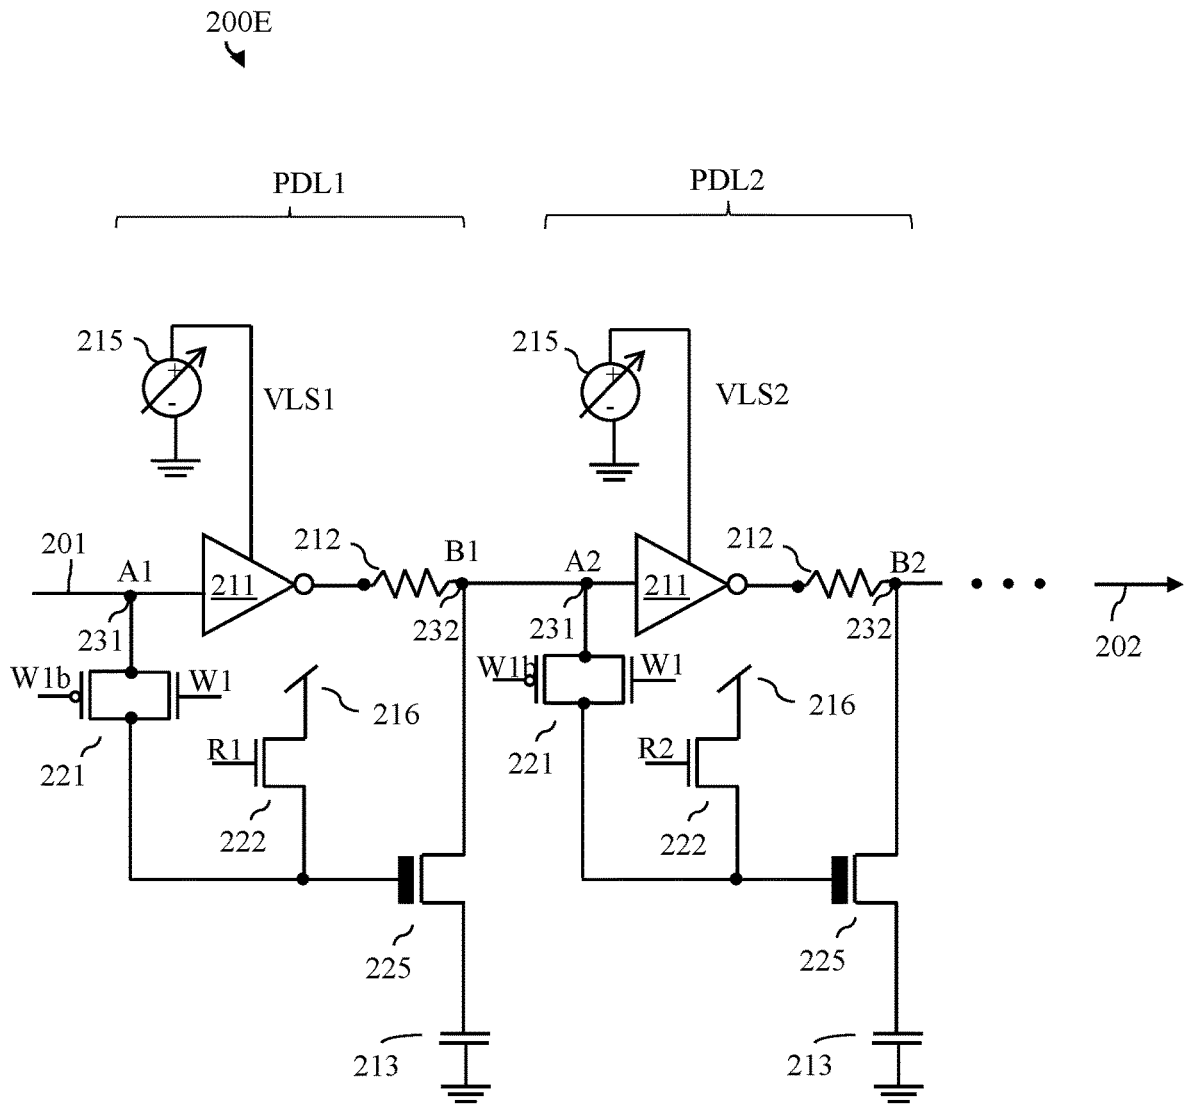 200E
PDL1 PDL2
215 215
+ +
- -
VLS1 VLS2
201 A1 211 212 B1 A2 211 212 B2
231 232 231 232 202
W1b W1 W1b W1
216 216
221 R1 221 R2
222 222
225 225
213 213